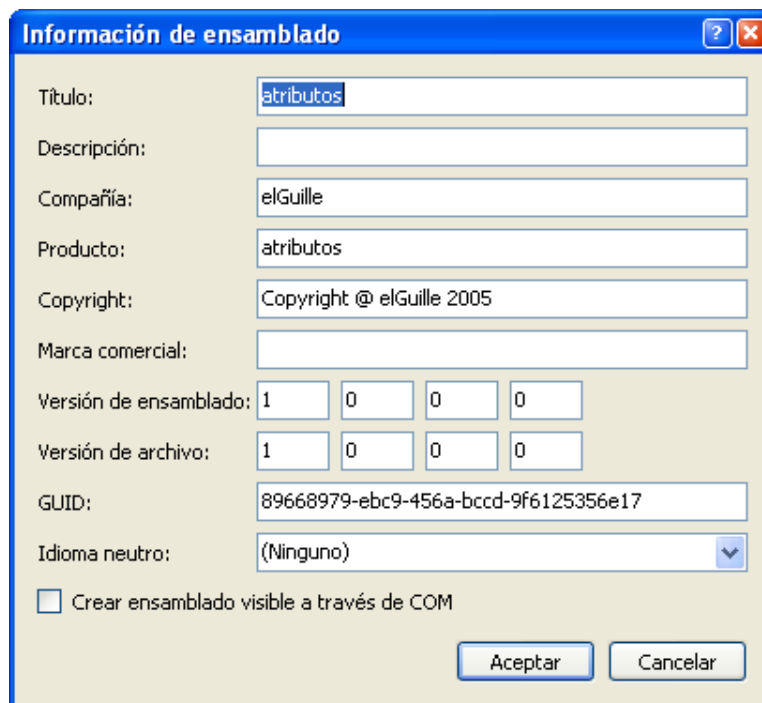 Información de ensamblado
Título: atributos
Descripción:
Compañía: elGuille
Producto: atributos
Copyright: Copyright @ elGuille 2005
Marca comercial:
Versión de ensamblado: 1 0 0 0
Versión de archivo: 1 0 0 0
GUID: 89668979-ebc9-456a-bccd-9f6125356e17
Idioma neutro: (Ninguno)
Crear ensamblado visible a través de COM
Aceptar Cancelar